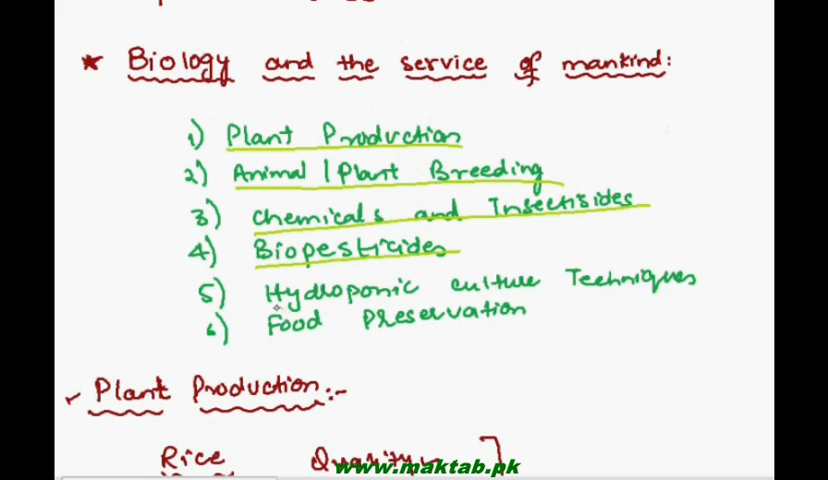 * Biology and the service of mankind:
1) Plant Production
2) Animal / Plant Breeding
3) Chemicals and Insectisides
4) Biopesticides
5) Hydroponic culture Techniques
6) Food Preservation
✓ Plant Production:-
Rice
www.maktab.pk